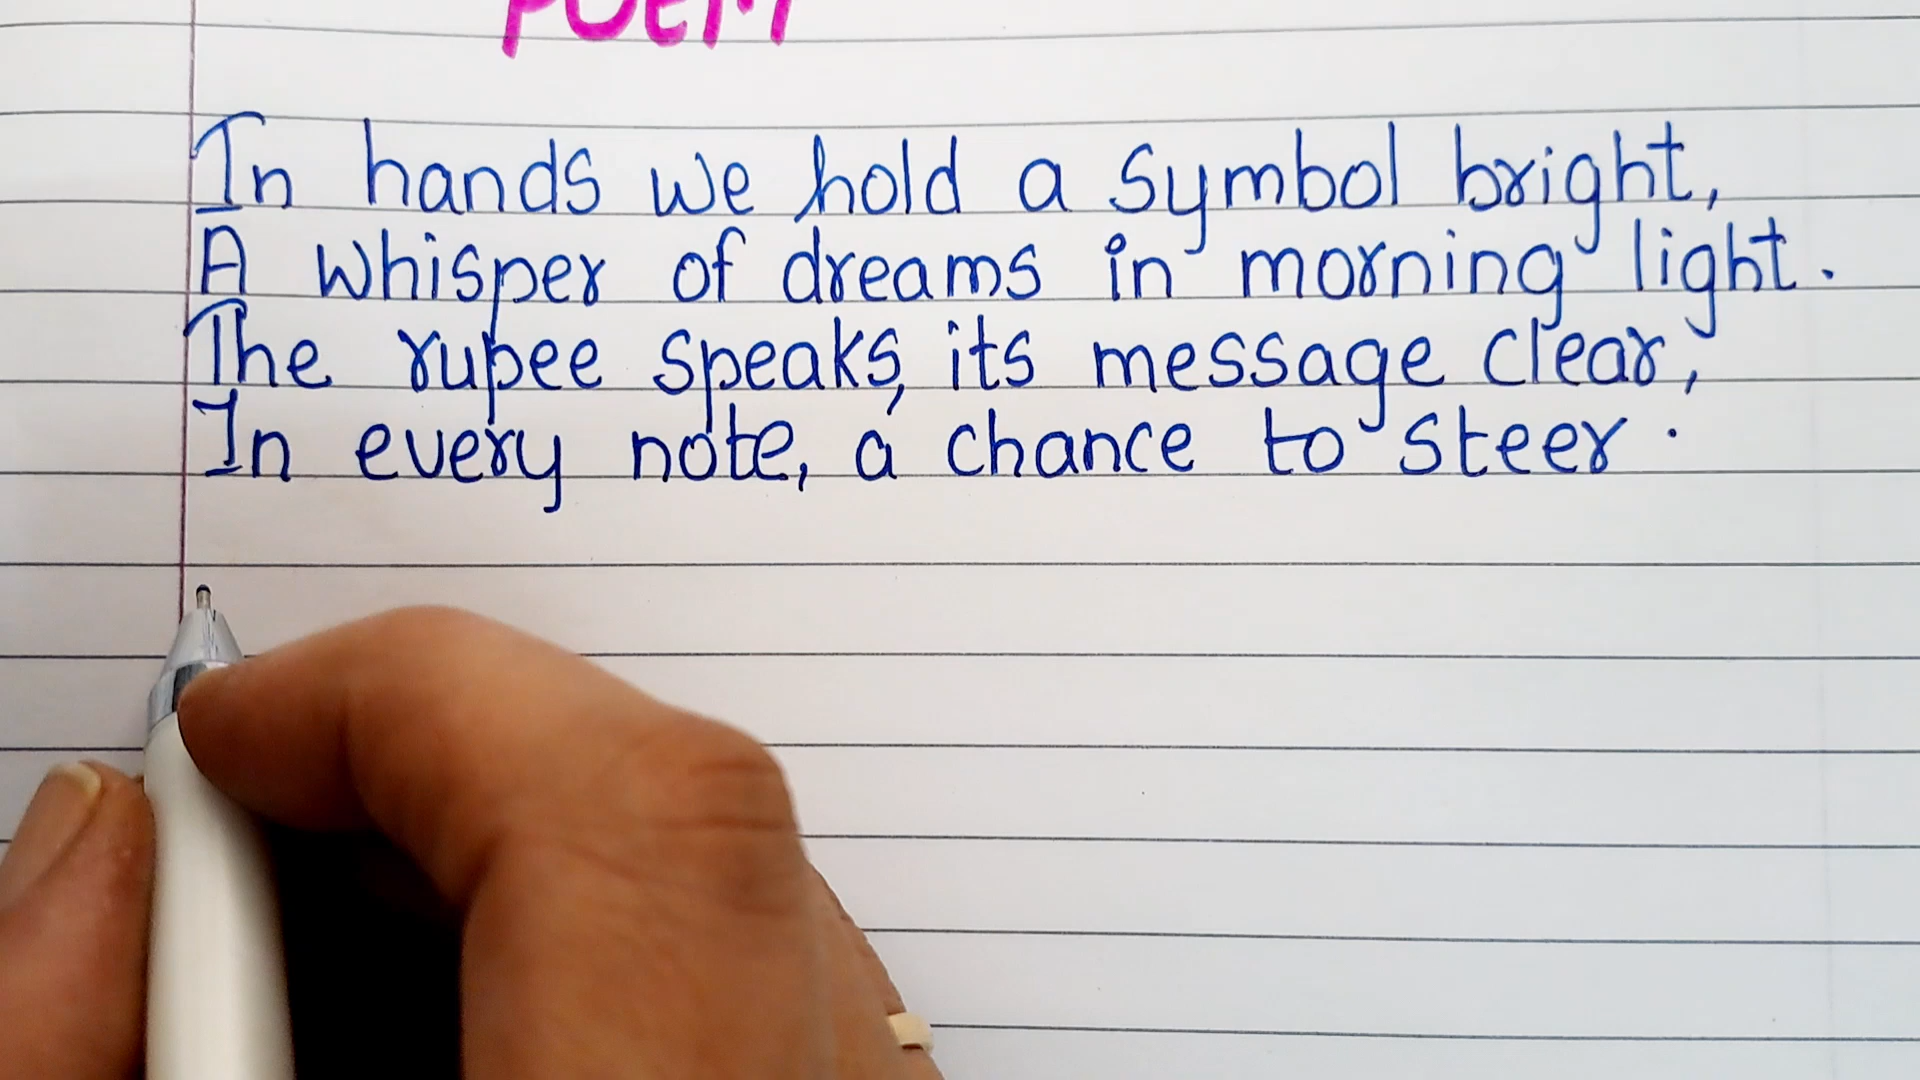 POEM
In hands we hold a symbol bright,
A whisper of dreams in morning light.
The rupee speaks, its message clear,
In every note, a chance to steer.